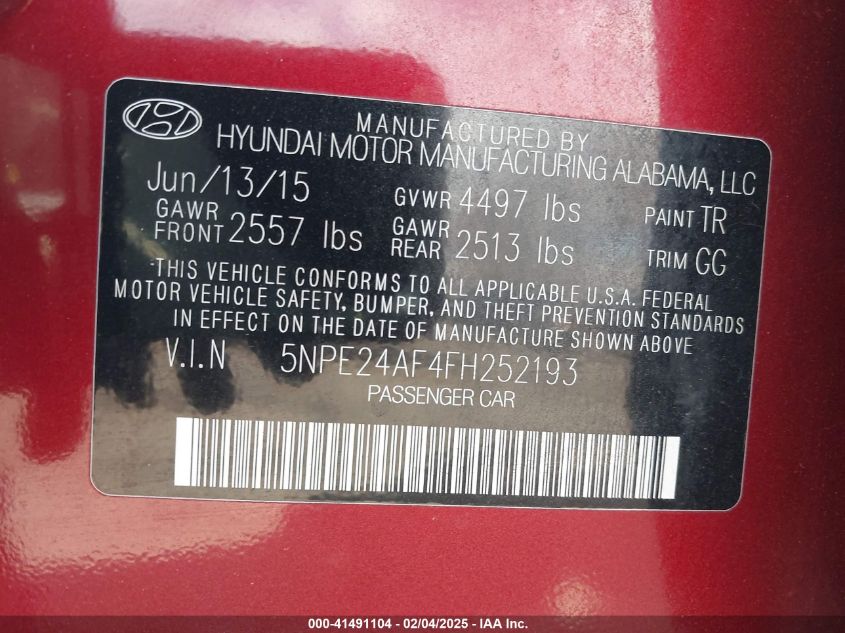 MANUFACTURED BY
HYUNDAI MOTOR MANUFACTURING ALABAMA, LLC
Jun/13/15 GVWR 4497 lbs PAINT TR
GAWR FRONT 2557 lbs GAWR REAR 2513 lbs TRIM GG
THIS VEHICLE CONFORMS TO ALL APPLICABLE U.S.A. FEDERAL
MOTOR VEHICLE SAFETY, BUMPER, AND THEFT PREVENTION STANDARDS
IN EFFECT ON THE DATE OF MANUFACTURE SHOWN ABOVE
V.I.N 5NPE24AF4FH252193
PASSENGER CAR
000-41491104 - 02/04/2025 - IAA Inc.